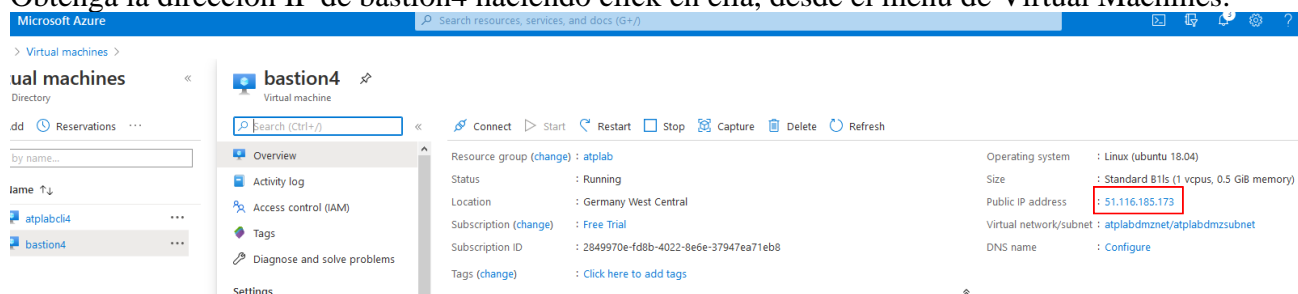 Obtenga la dirección IP de bastion4 haciendo click en ella, desde el menú de Virtual Machines:
Microsoft Azure
Search resources, services, and docs (G+/)
3
> Virtual machines >
ual machines «
Directory
dd Reservations ...
by name...
ame ↑↓
atplabcli4 ...
bastion4 ...
bastion4
Virtual machine
Search (Ctrl+/) «
Overview
Activity log
Access control (IAM)
Tags
Diagnose and solve problems
Settings
Connect Start Restart Stop Capture Delete Refresh
Resource group (change) : atplab
Status : Running
Location : Germany West Central
Subscription (change) : Free Trial
Subscription ID : 2849970e-fd8b-4022-8e6e-37947ea71eb8
Tags (change) : Click here to add tags
Operating system : Linux (ubuntu 18.04)
Size : Standard B1ls (1 vcpus, 0.5 GiB memory)
Public IP address : 51.116.185.173
Virtual network/subnet : atplabdmznet/atplabdmzsubnet
DNS name : Configure